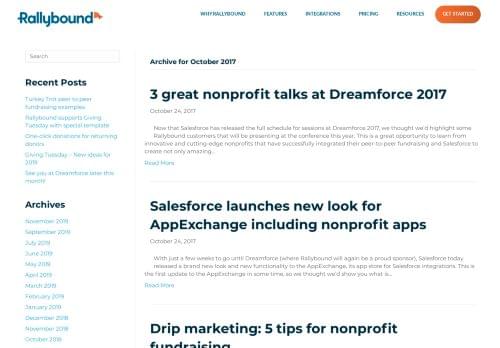 Rallybound
WHY RALLYBOUND
FEATURES
INTEGRATIONS
PRICING
RESOURCES
GET STARTED
Search
Recent Posts
Turkey Trot peer to peer
fundraising examples
Rallybound supports Giving
Tuesday with special template
One-click donations for returning
donors
Giving Tuesday – New ideas for
2019
See you at Dreamforce later this
month!
Archives
November 2019
September 2019
July 2019
June 2019
May 2019
April 2019
March 2019
February 2019
January 2019
December 2018
November 2018
October 2018
Archive for October 2017
3 great nonprofit talks at Dreamforce 2017
October 24, 2017
Now that Salesforce has released the full schedule for sessions at Dreamforce 2017, we thought we'd highlight some
Rallybound customers that will be presenting at the conference this year. This is a great opportunity to learn from
innovative and cutting-edge nonprofits that have successfully integrated their peer-to-peer fundraising and Salesforce to
create not only amazing...
Read More
Salesforce launches new look for
AppExchange including nonprofit apps
October 24, 2017
With just a few weeks to go until Dreamforce (where Rallybound will again be a proud sponsor), Salesforce today
released a brand new look and new functionality to the AppExchange, its app store for Salesforce integrations. This is
the first update to the AppExchange in some time, so we thought we'd show you what is...
Read More
Drip marketing: 5 tips for nonprofit
fundraising